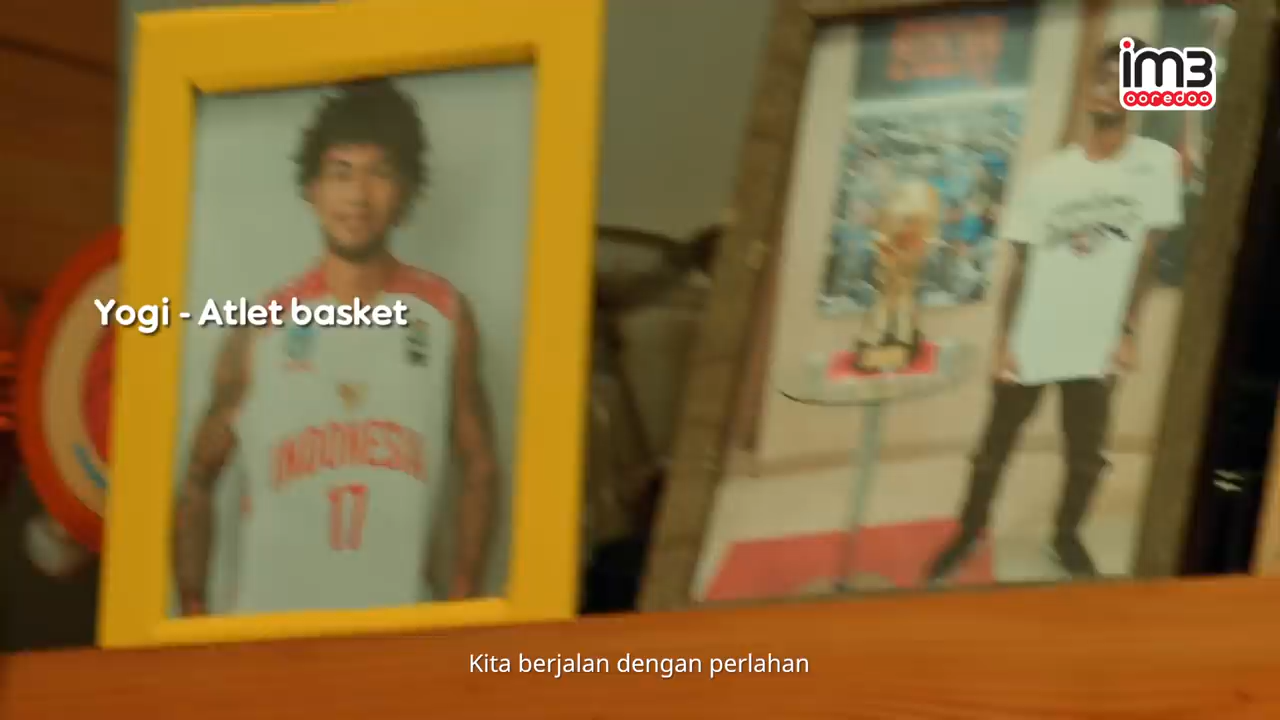 im3
ooredoo
Yogi - Atlet basket
INDONESIA
17
Kita berjalan dengan perlahan